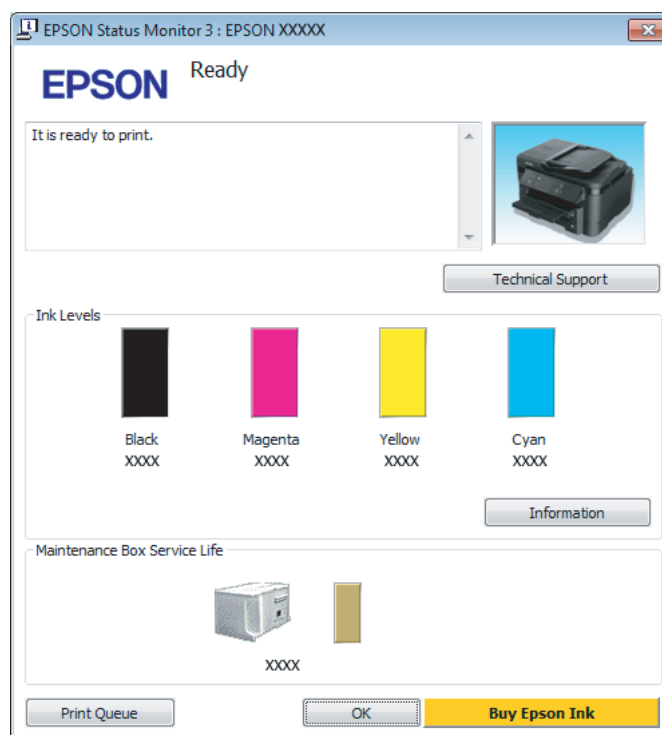 EPSON Status Monitor 3 : EPSON XXXXX
EPSON
Ready
It is ready to print.
Technical Support
Ink Levels
Black
Magenta
Yellow
Cyan
XXXX
XXXX
XXXX
XXXX
Information
Maintenance Box Service Life
XXXX
Print Queue
OK
Buy Epson Ink